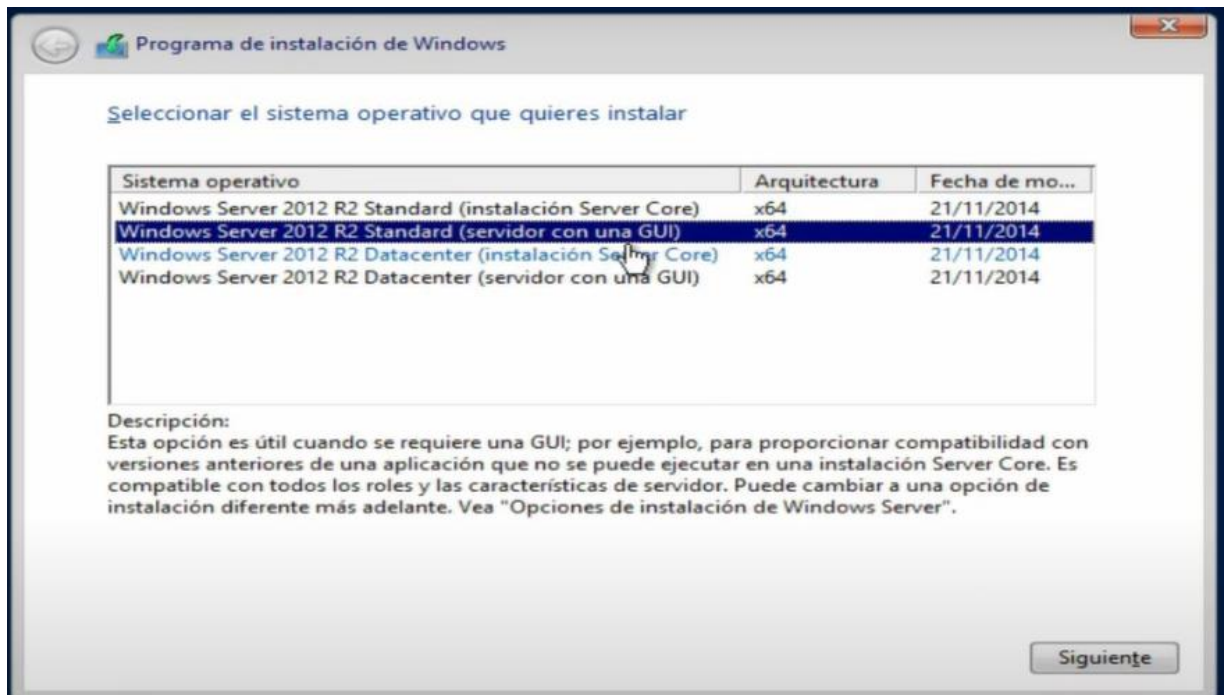 Programa de instalación de Windows
Seleccionar el sistema operativo que quieres instalar
Sistema operativo Arquitectura Fecha de mo...
Windows Server 2012 R2 Standard (instalación Server Core) x64 21/11/2014
Windows Server 2012 R2 Standard (servidor con una GUI) x64 21/11/2014
Windows Server 2012 R2 Datacenter (instalación Server Core) x64 21/11/2014
Windows Server 2012 R2 Datacenter (servidor con una GUI) x64 21/11/2014
Descripción:
Esta opción es útil cuando se requiere una GUI; por ejemplo, para proporcionar compatibilidad con
versiones anteriores de una aplicación que no se puede ejecutar en una instalación Server Core. Es
compatible con todos los roles y las características de servidor. Puede cambiar a una opción de
instalación diferente más adelante. Vea "Opciones de instalación de Windows Server".
Siguiente